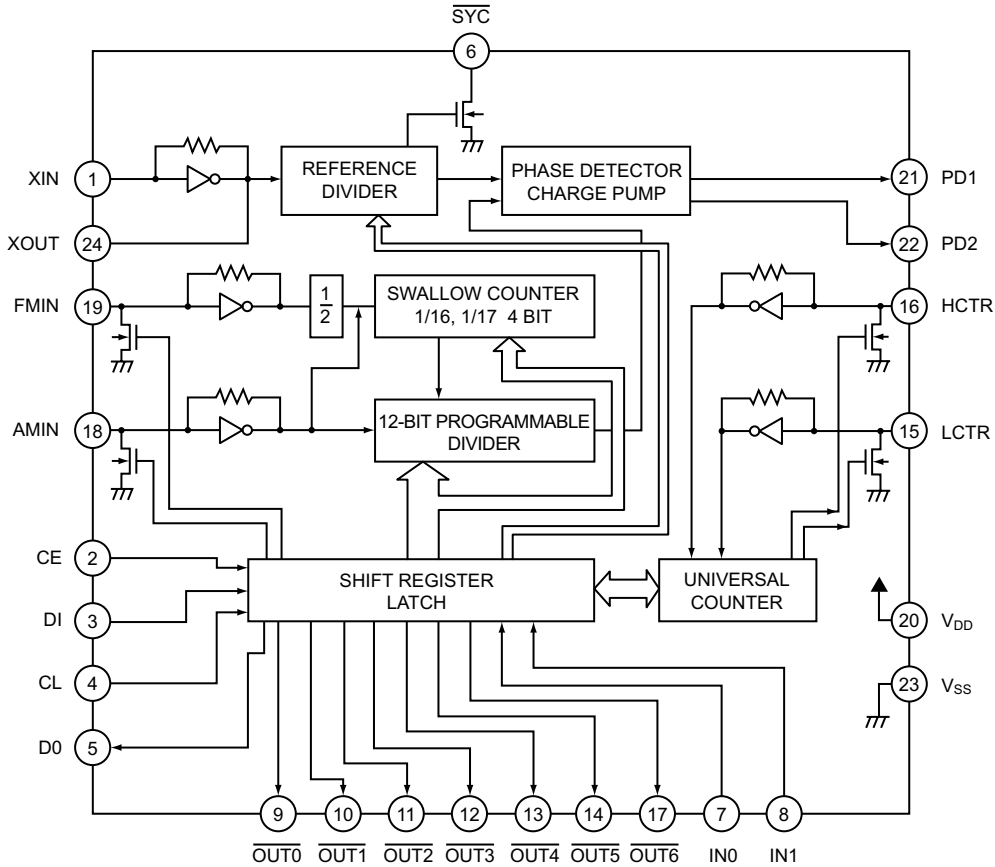 SYC
6
XIN
1
REFERENCE
DIVIDER
PHASE DETECTOR
CHARGE PUMP
21
PD1
XOUT
24
22
PD2
FMIN
19
1
2
SWALLOW COUNTER
1/16, 1/17 4 BIT
16
HCTR
AMIN
18
12-BIT PROGRAMMABLE
DIVIDER
15
LCTR
CE
2
SHIFT REGISTER
LATCH
UNIVERSAL
COUNTER
DI
3
20
VDD
CL
4
23
VSS
D0
5
9
10
11
12
13
14
17
7
8
OUT0
OUT1
OUT2
OUT3
OUT4
OUT5
OUT6
IN0
IN1